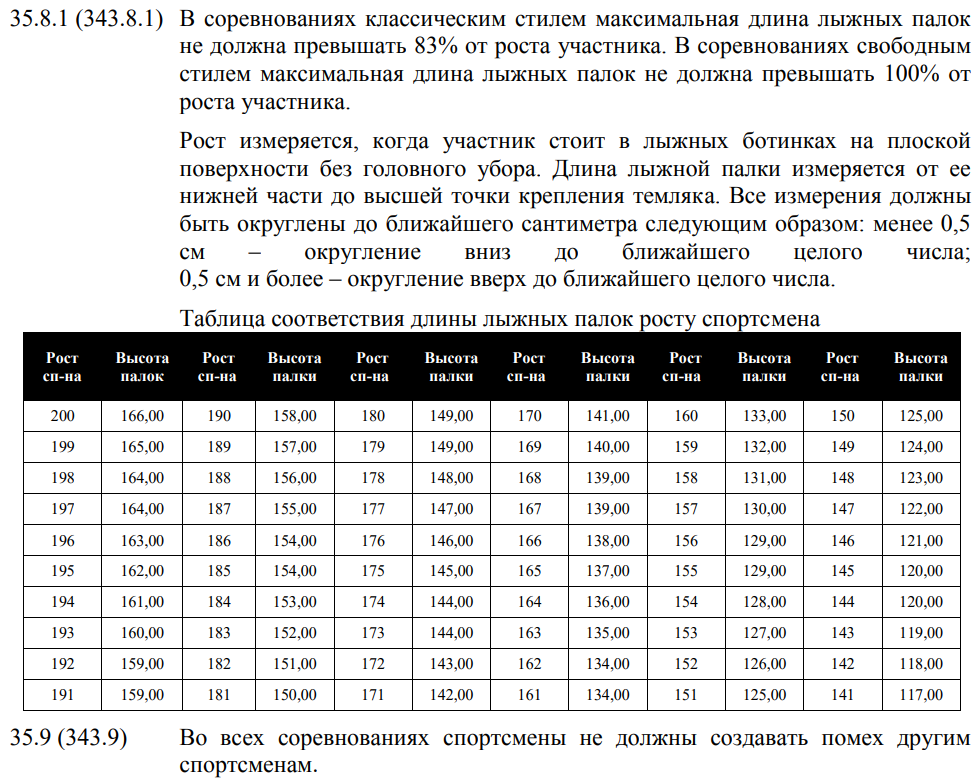 35.8.1 (343.8.1) В соревнованиях классическим стилем максимальная длина лыжных палок
не должна превышать 83% от роста участника. В соревнованиях свободным
стилем максимальная длина лыжных палок не должна превышать 100% от
роста участника.
Рост измеряется, когда участник стоит в лыжных ботинках на плоской
поверхности без головного убора. Длина лыжной палки измеряется от ее
нижней части до высшей точки крепления темляка. Все измерения должны
быть округлены до ближайшего сантиметра следующим образом: менее 0,5
см – округление вниз до ближайшего целого числа;
0,5 см и более – округление вверх до ближайшего целого числа.
Таблица соответствия длины лыжных палок росту спортсмена
Рост Высота Рост Высота Рост Высота Рост Высота Рост Высота Рост Высота
сп-на палок сп-на палки сп-на палки сп-на палки сп-на палки сп-на палки
200 166,00 190 158,00 180 149,00 170 141,00 160 133,00 150 125,00
199 165,00 189 157,00 179 149,00 169 140,00 159 132,00 149 124,00
198 164,00 188 156,00 178 148,00 168 139,00 158 131,00 148 123,00
197 164,00 187 155,00 177 147,00 167 139,00 157 130,00 147 122,00
196 163,00 186 154,00 176 146,00 166 138,00 156 129,00 146 121,00
195 162,00 185 154,00 175 145,00 165 137,00 155 129,00 145 120,00
194 161,00 184 153,00 174 144,00 164 136,00 154 128,00 144 120,00
193 160,00 183 152,00 173 144,00 163 135,00 153 127,00 143 119,00
192 159,00 182 151,00 172 143,00 162 134,00 152 126,00 142 118,00
191 159,00 181 150,00 171 142,00 161 134,00 151 125,00 141 117,00
35.9 (343.9) Во всех соревнованиях спортсмены не должны создавать помех другим
спортсменам.